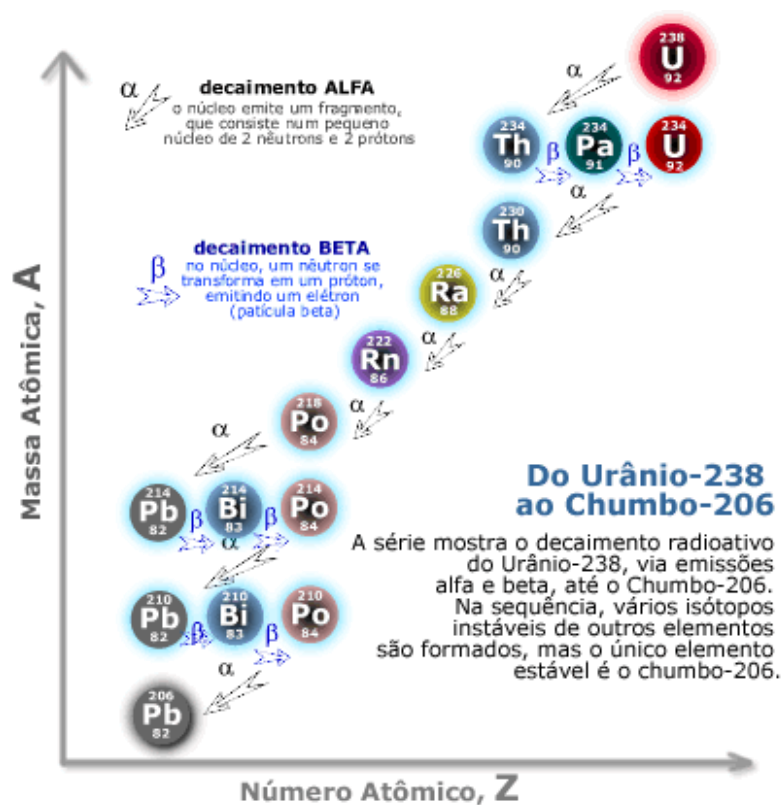 238
U
92
α
α
decaimento ALFA
o núcleo emite um fragmento,
que consiste num pequeno
núcleo de 2 nêutrons e 2 prótons
234
Th
90
β
234
Pa
91
β
234
U
92
α
230
Th
90
decaimento BETA
β
no núcleo, um nêutron se
transforma em um próton,
emitindo um elétron
(patícula beta)
α
226
Ra
88
α
222
Rn
86
α
218
Po
84
α
214
Pb
82
β
214
Bi
83
β
214
Po
84
α
210
Pb
82
β
210
Bi
83
β
210
Po
84
α
206
Pb
82
Do Urânio-238
ao Chumbo-206
A série mostra o decaimento radioativo
do Urânio-238, via emissões
alfa e beta, até o Chumbo-206.
Na sequência, vários isótopos
instáveis de outros elementos
são formados, mas o único elemento
estável é o chumbo-206.
Massa Atômica, A
Número Atômico, Z